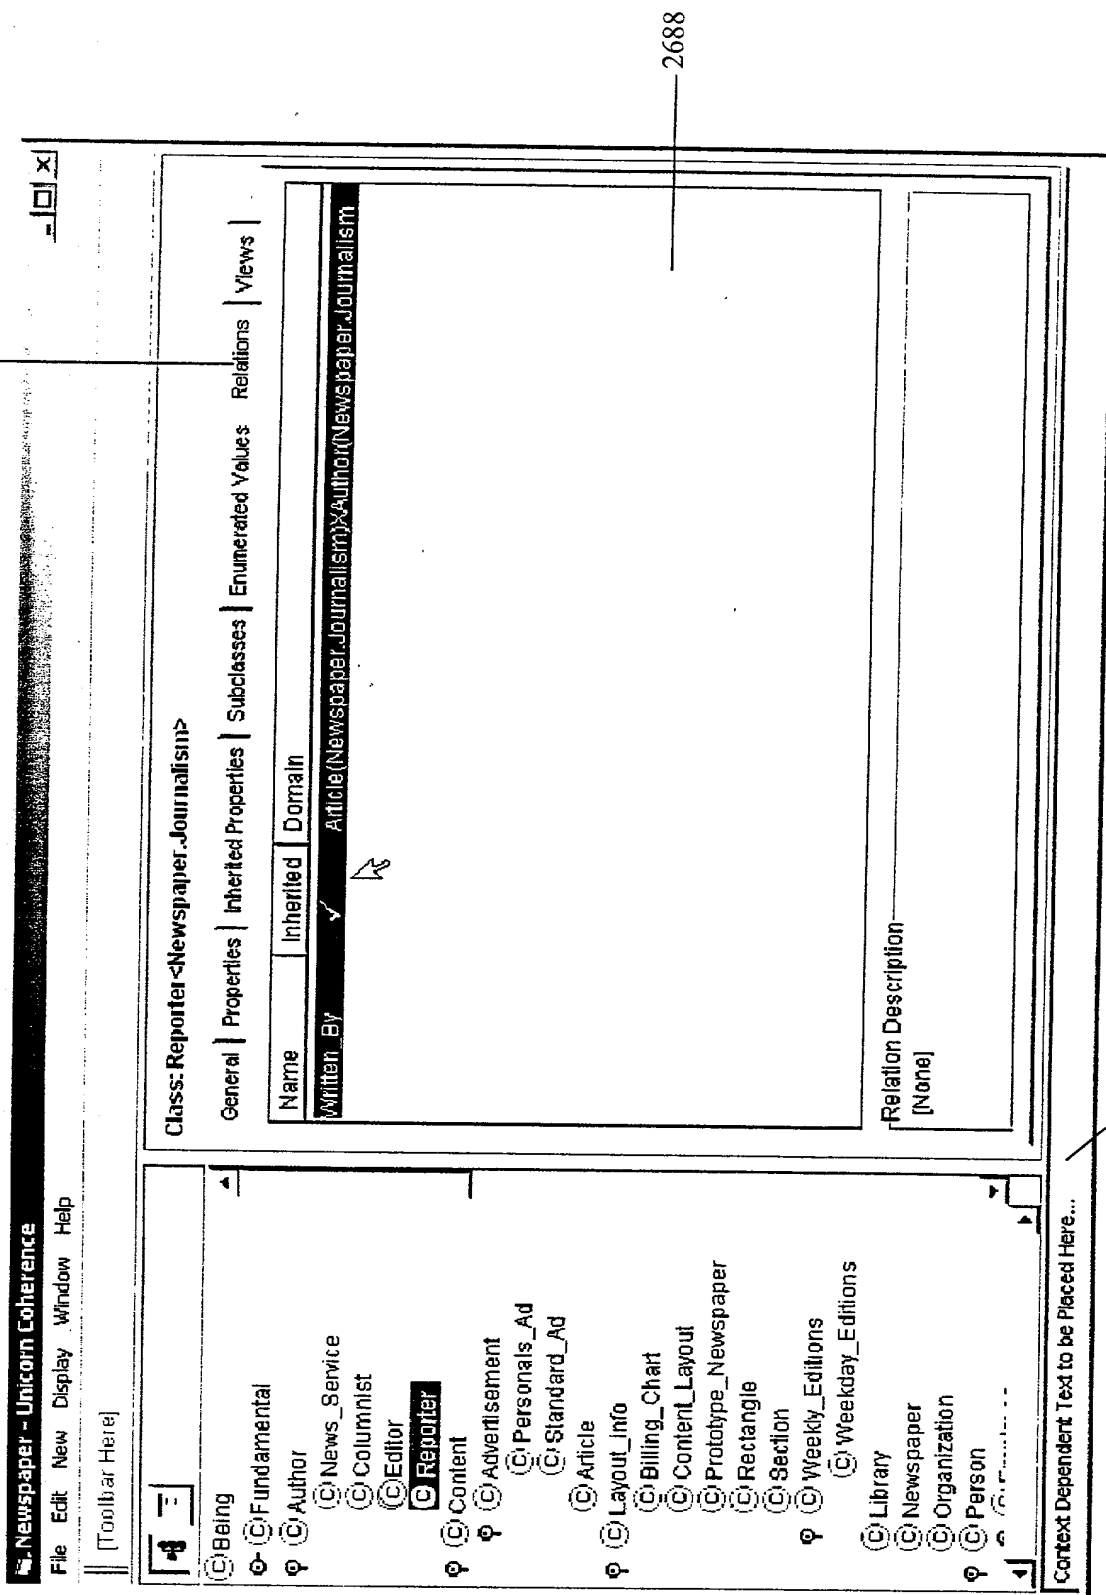 Newspaper - Unicorn Coherence
File Edit New Display Window Help
[Toolbar Here]
Being
Fundamental
Author
News_Service
Columnist
Editor
Reporter
Content
Advertisement
Personals_Ad
Standard_Ad
Article
Layout_Info
Billing_Chart
Content_Layout
Prototype_Newspaper
Rectangle
Section
Weekly_Editions
Weekday_Editions
Library
Newspaper
Organization
Person
Class: Reporter<Newspaper.Journalism>
General Properties Inherited Properties Subclasses Enumerated Values Relations Views
Name Inherited Domain
Written_By ✓ Article(Newspaper.Journalism)XAuthor(Newspaper.Journalism
Relation Description
[None]
Context Dependent Text to be Placed Here...
2688